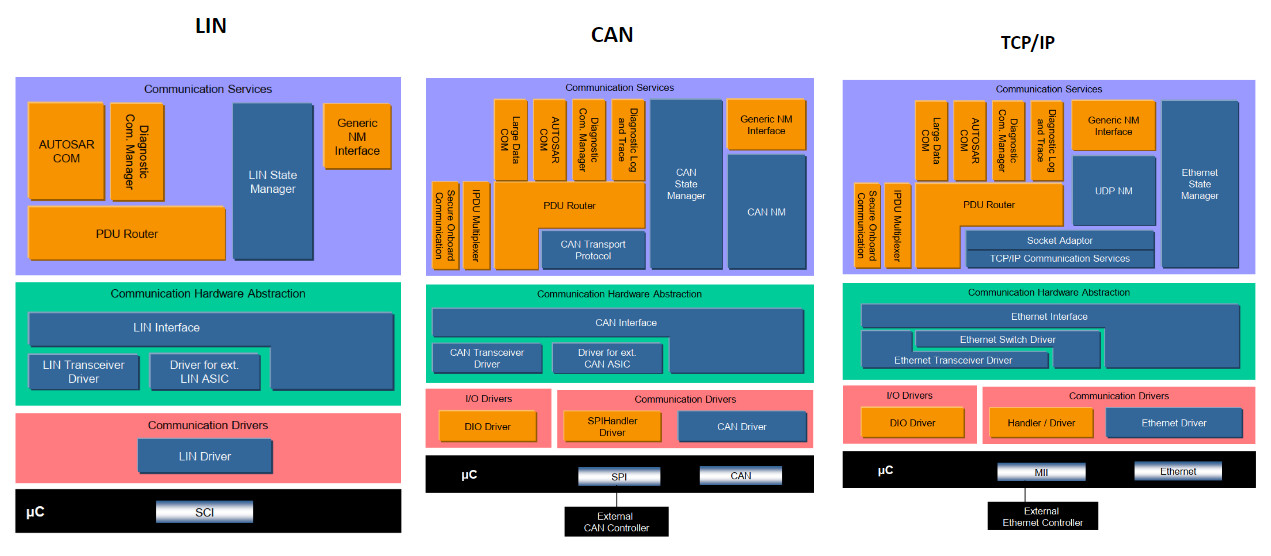 LIN
Communication Services
AUTOSAR
COM
Diagnostic
Com. Manager
LIN State
Manager
Generic
NM
Interface
PDU Router
Communication Hardware Abstraction
LIN Interface
LIN Transceiver
Driver
Driver for ext.
LIN ASIC
Communication Drivers
LIN Driver
µC
SCI
CAN
Communication Services
Large Data
COM
AUTOSAR
COM
Diagnostic
Com. Manager
Diagnostic Log
and Trace
CAN
State
Manager
Generic NM
Interface
Secure Onboard
Communication
IPDU Multiplexer
PDU Router
CAN NM
CAN Transport
Protocol
Communication Hardware Abstraction
CAN Interface
CAN Transceiver
Driver
Driver for ext.
CAN ASIC
I/O Drivers
DIO Driver
Communication Drivers
SPIHandler
Driver
CAN Driver
µC
SPI
CAN
External
CAN Controller
TCP/IP
Communication Services
Large Data
COM
AUTOSAR
COM
Diagnostic
Com. Manager
Diagnostic Log
and Trace
Generic NM
Interface
Ethernet
State
Manager
Secure Onboard
Communication
IPDU Multiplexer
PDU Router
UDP NM
Socket Adaptor
TCP/IP Communication Services
Communication Hardware Abstraction
Ethernet Interface
Ethernet Switch Driver
Ethernet Transceiver Driver
I/O Drivers
DIO Driver
Communication Drivers
Handler / Driver
Ethernet Driver
µC
MII
Ethernet
External
Ethernet Controller